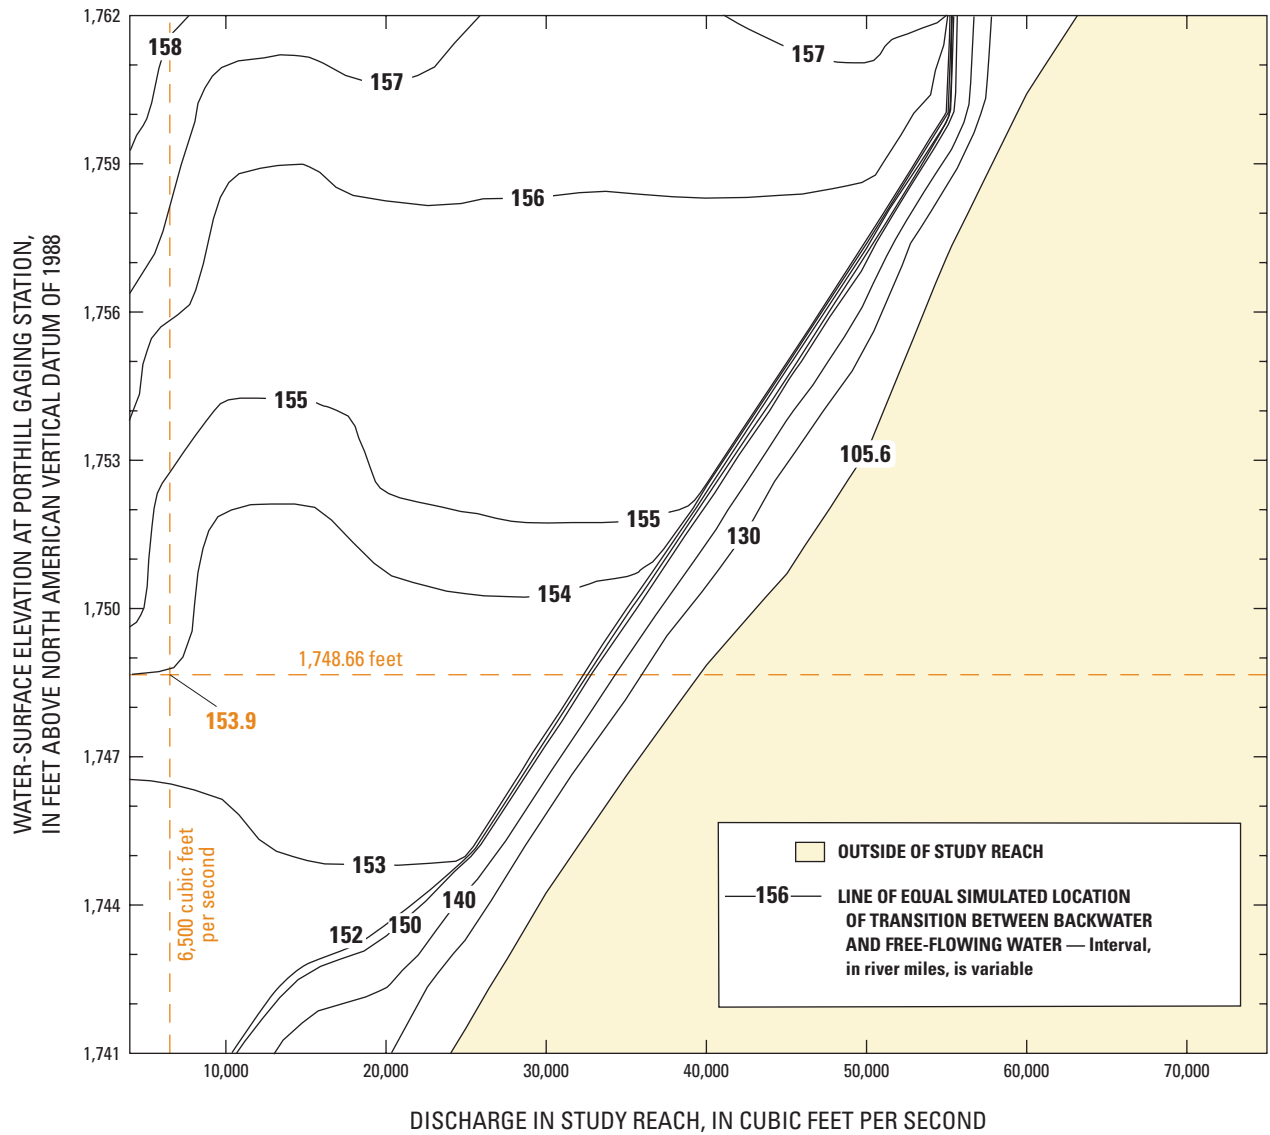 WATER-SURFACE ELEVATION AT PORTHILL GAGING STATION,
IN FEET ABOVE NORTH AMERICAN VERTICAL DATUM OF 1988
1,762
1,759
1,756
1,753
1,750
1,747
1,744
1,741
158
157
157
156
155
155
154
105.6
130
1,748.66 feet
153.9
6,500 cubic feet
per second
153
152
150
140
OUTSIDE OF STUDY REACH
156
LINE OF EQUAL SIMULATED LOCATION
OF TRANSITION BETWEEN BACKWATER
AND FREE-FLOWING WATER — Interval,
in river miles, is variable
10,000
20,000
30,000
40,000
50,000
60,000
70,000
DISCHARGE IN STUDY REACH, IN CUBIC FEET PER SECOND